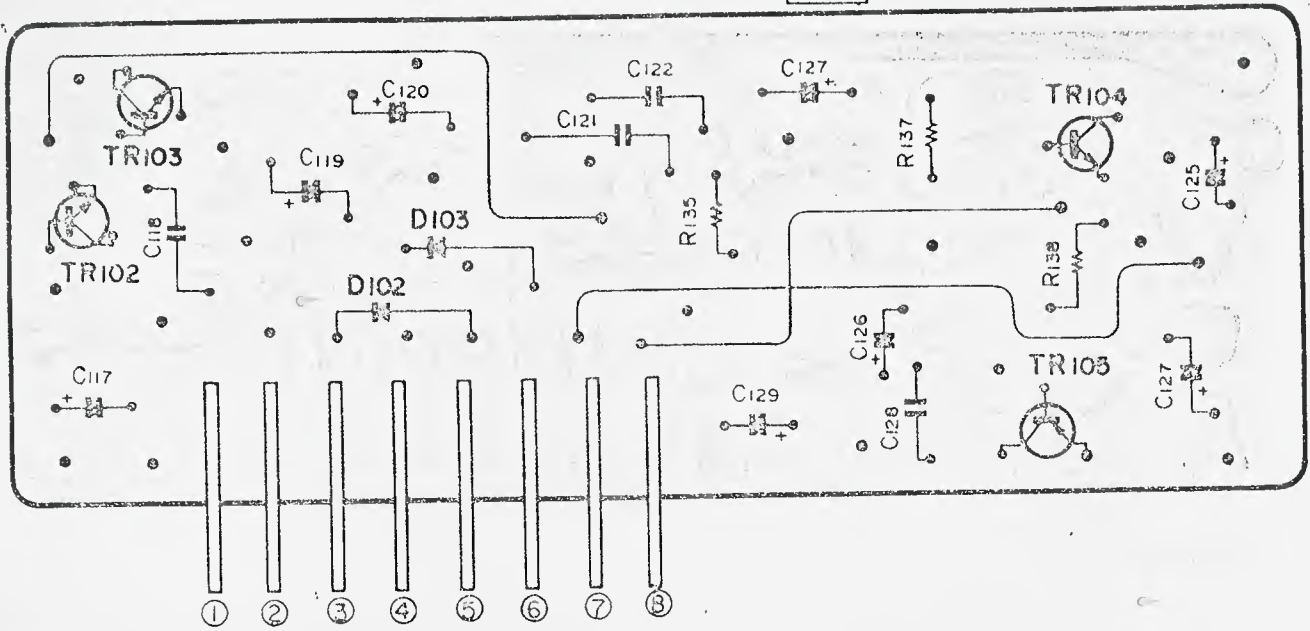 C122
C127
C120
TR104
C121
R137
TR103
C119
C125
C118
R135
D103
TR102
R138
D102
C126
C117
TR105
C127
C129
C128
① ② ③ ④ ⑤ ⑥ ⑦ ⑧